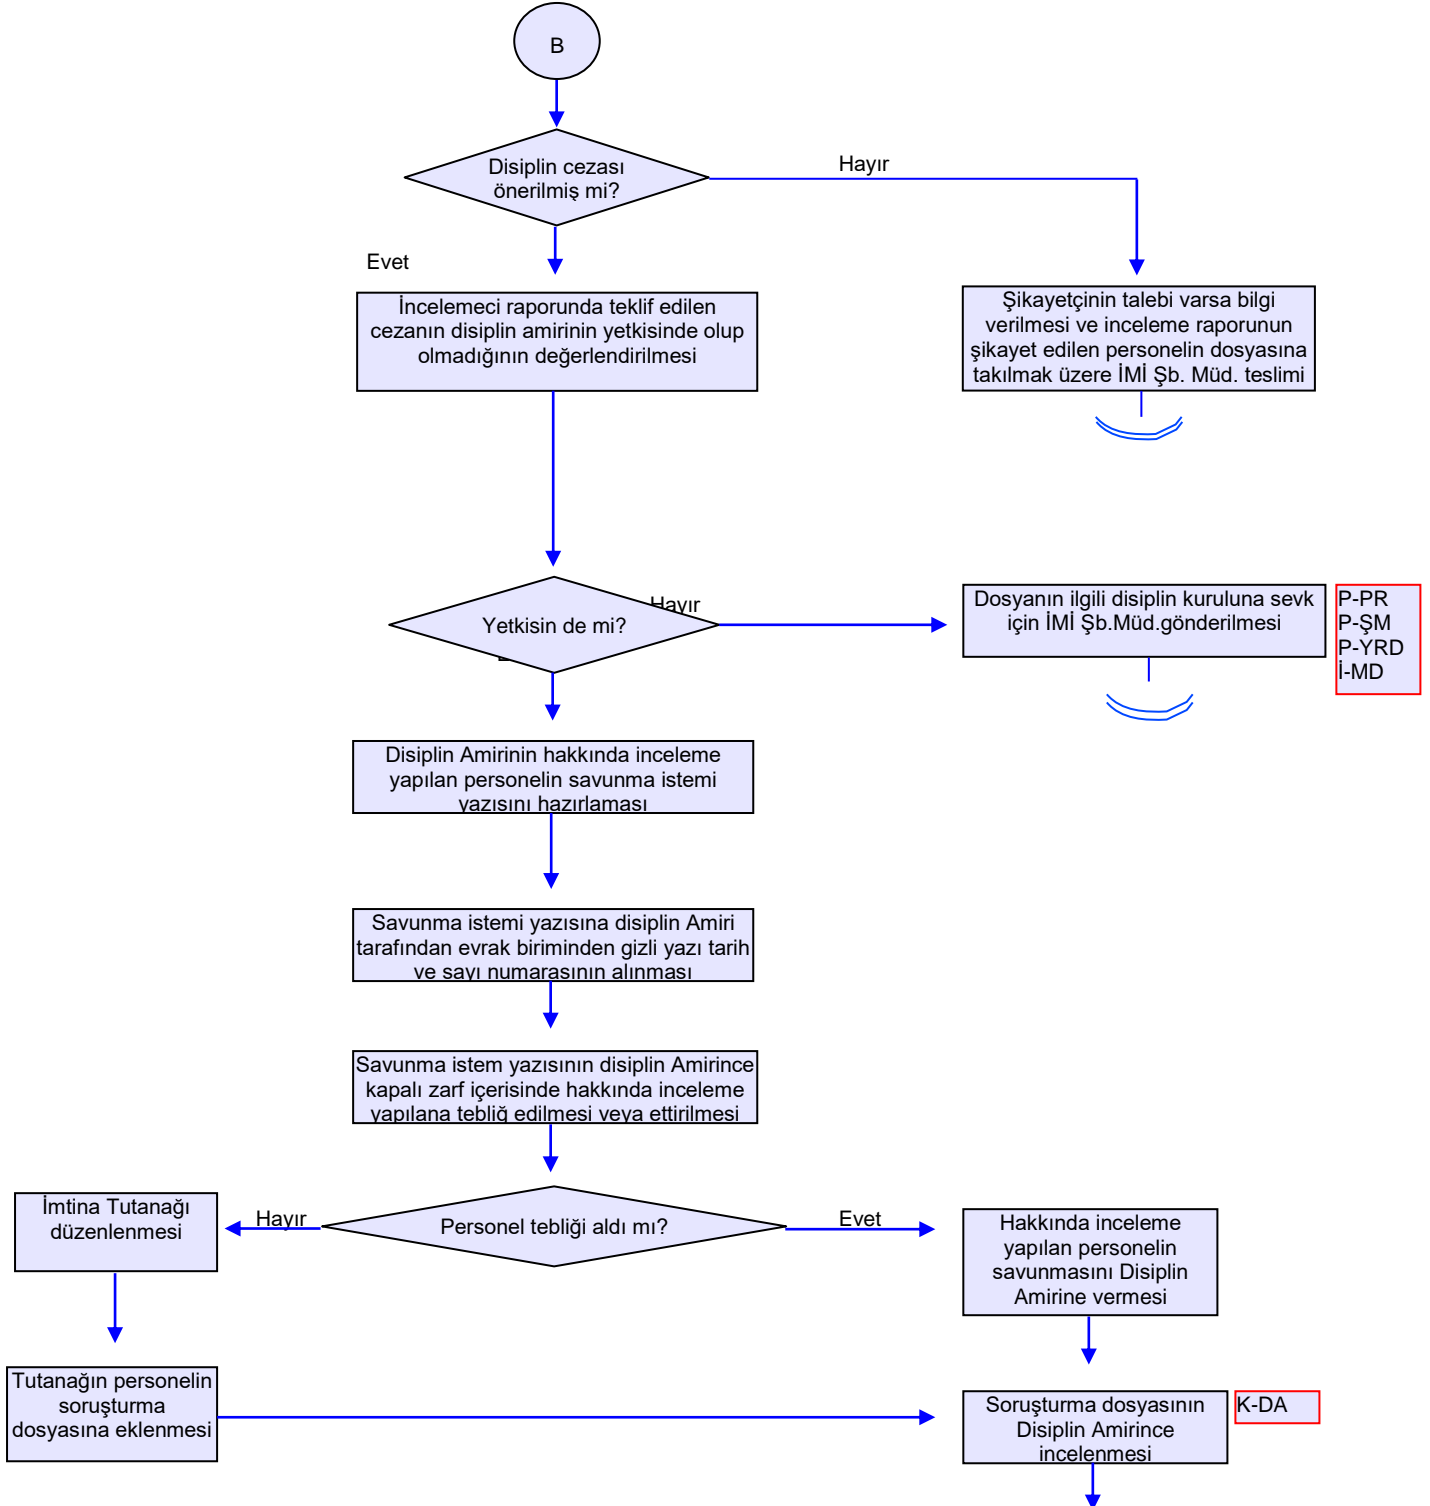 B
Disiplin cezası
önerilmiş mi?
Hayır
Evet
İncelemeci raporunda teklif edilen
cezanın disiplin amirinin yetkisinde olup
olmadığının değerlendirilmesi
Şikayetçinin talebi varsa bilgi
verilmesi ve inceleme raporunun
şikayet edilen personelin dosyasına
takılmak üzere İMİ Şb. Müd. teslimi
Yetkisin de mi?
Hayır
Dosyanın ilgili disiplin kuruluna sevk
için İMİ Şb.Müd.gönderilmesi
P-PR
P-ŞM
P-YRD
İ-MD
Disiplin Amirinin hakkında inceleme
yapılan personelin savunma istemi
yazısını hazırlaması
Savunma istemi yazısına disiplin Amiri
tarafından evrak biriminden gizli yazı tarih
ve sayı numarasının alınması
Savunma istem yazısının disiplin Amirince
kapalı zarf içerisinde hakkında inceleme
yapılana tebliğ edilmesi veya ettirilmesi
İmtina Tutanağı
düzenlenmesi
Hayır
Personel tebliği aldı mı?
Evet
Hakkında inceleme
yapılan personelin
savunmasını Disiplin
Amirine vermesi
Tutanağın personelin
soruşturma
dosyasına eklenmesi
Soruşturma dosyasının
Disiplin Amirince
incelenmesi
K-DA